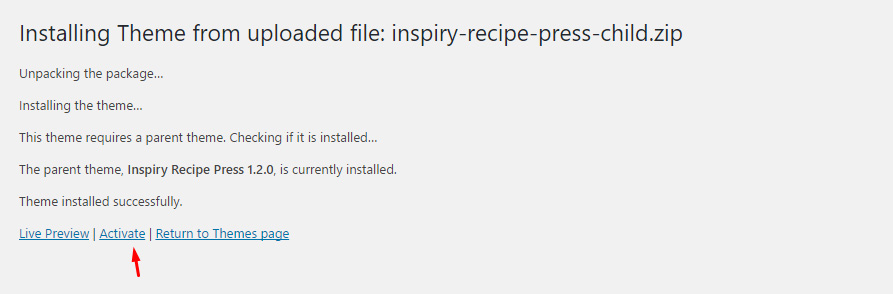 Installing Theme from uploaded file: inspiry-recipe-press-child.zip
Unpacking the package…
Installing the theme…
This theme requires a parent theme. Checking if it is installed…
The parent theme, Inspiry Recipe Press 1.2.0, is currently installed.
Theme installed successfully.
Live Preview | Activate | Return to Themes page